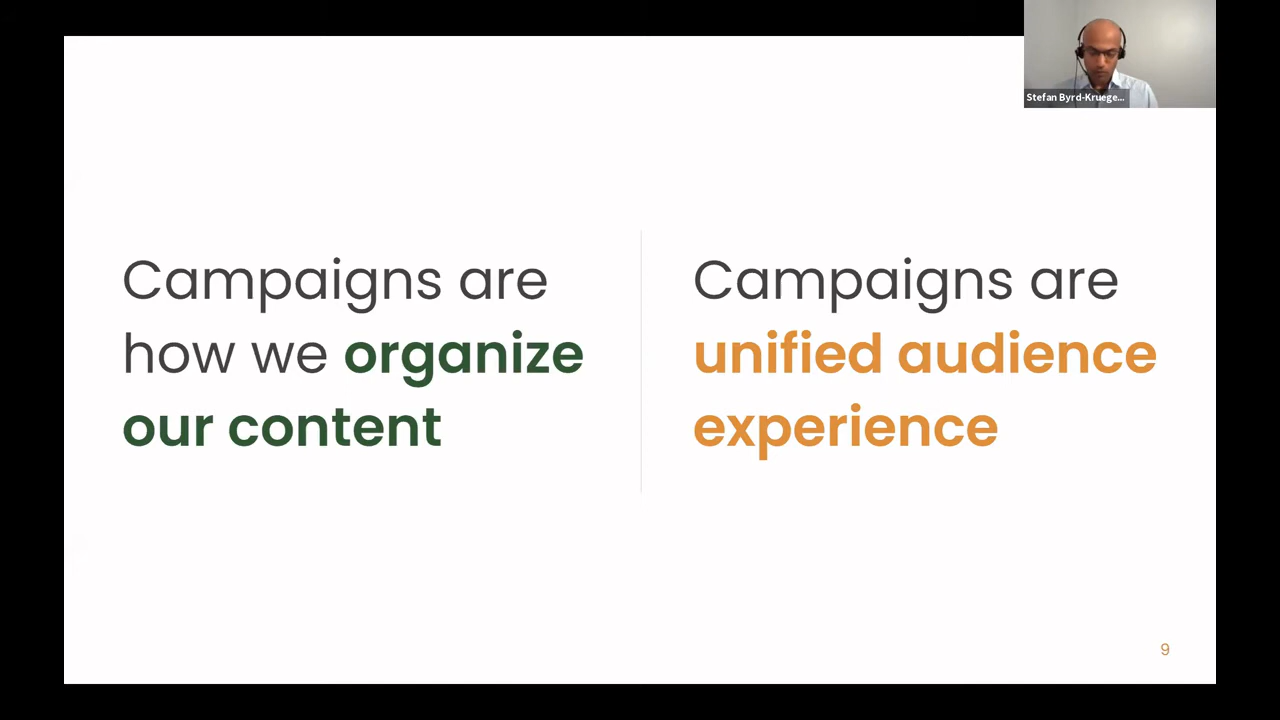 Stefan Byrd-Kruege...
Campaigns are
how we organize
our content
Campaigns are
unified audience
experience
9